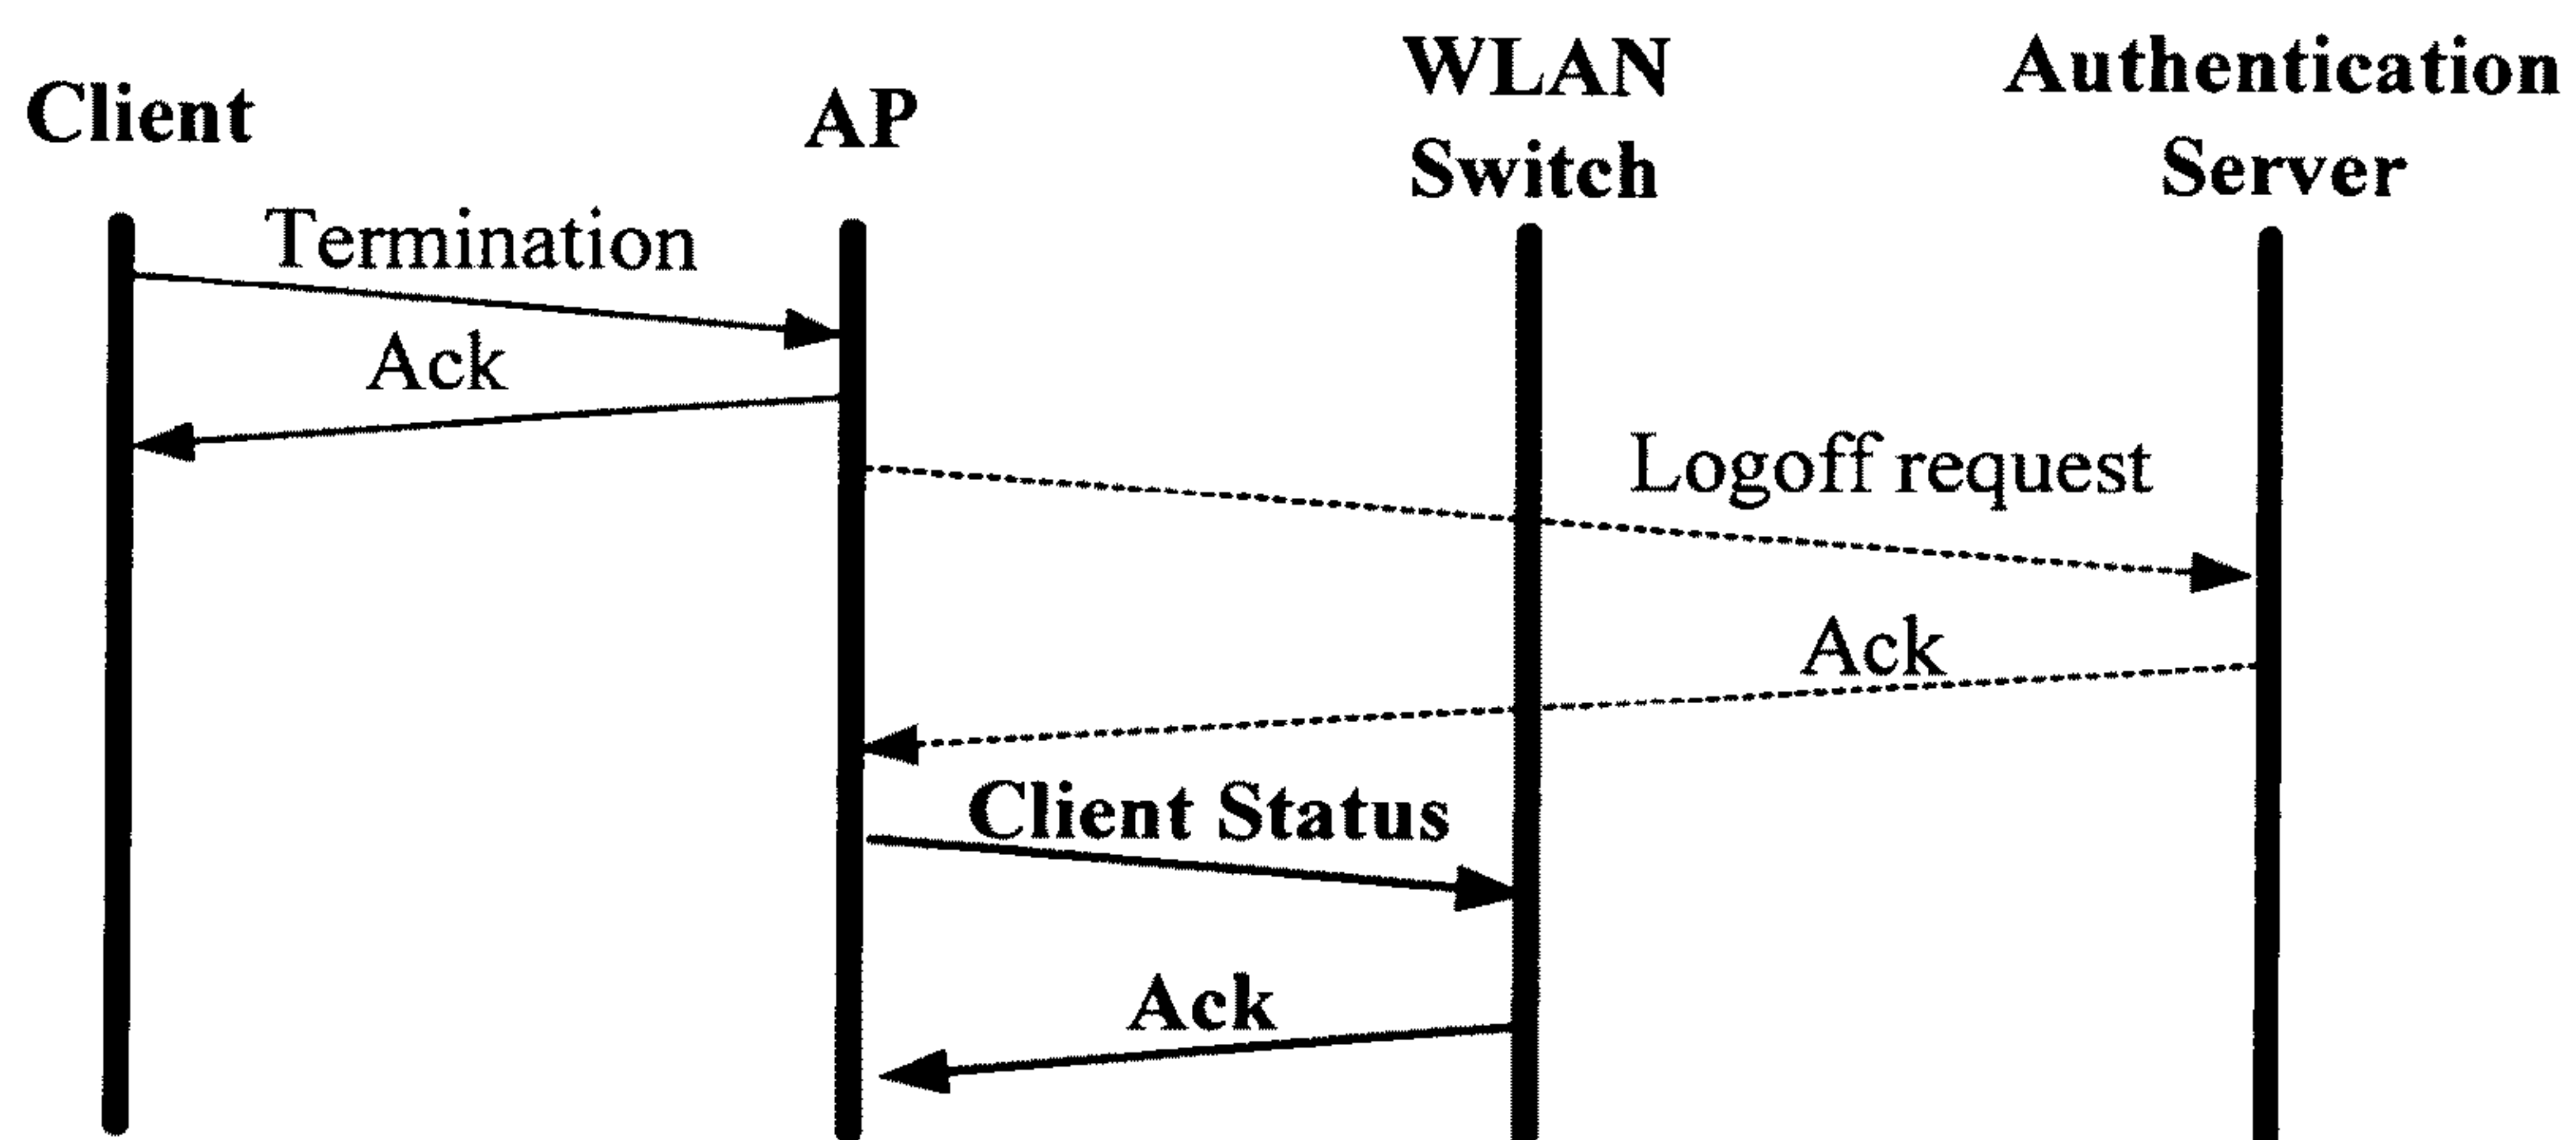 Client
AP
WLAN
Switch
Authentication
Server
Termination
Ack
Logoff request
Ack
Client Status
Ack